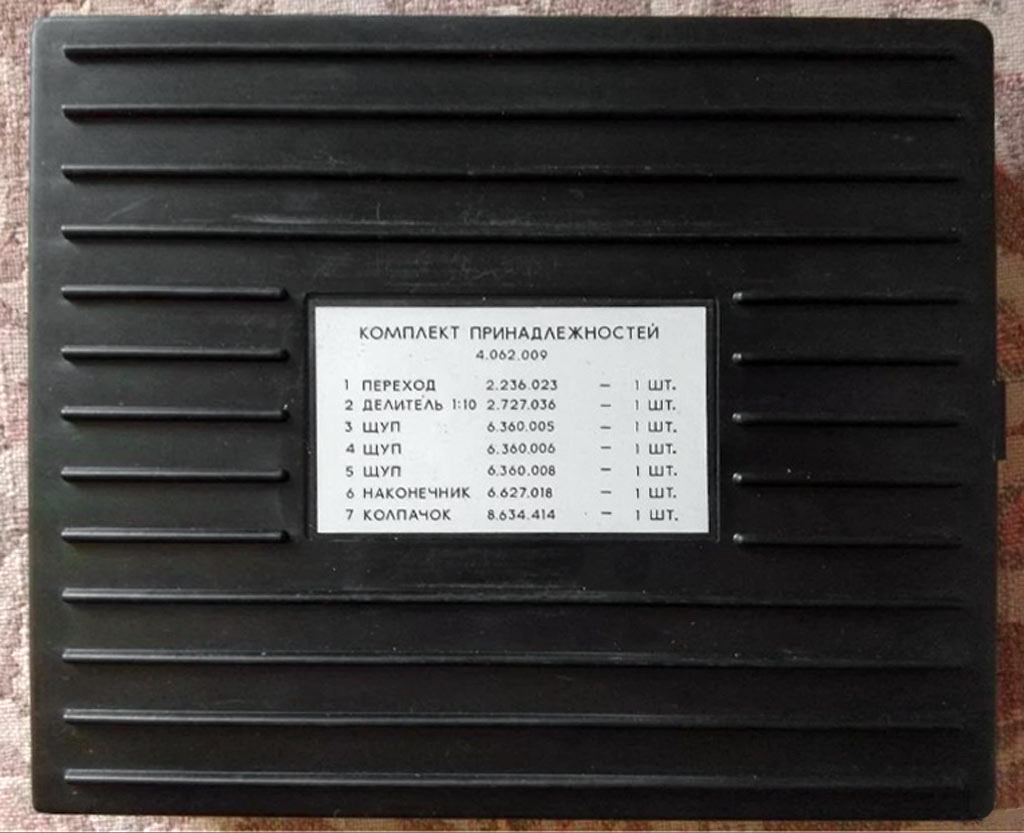 КОМПЛЕКТ ПРИНАДЛЕЖНОСТЕЙ
4.062.009
1 ПЕРЕХОД 2.236.023 – 1 ШТ.
2 ДЕЛИТЕЛЬ 1:10 2.727.036 – 1 ШТ.
3 ЩУП 6.360.005 – 1 ШТ.
4 ЩУП 6.360.006 – 1 ШТ.
5 ЩУП 6.360.008 – 1 ШТ.
6 НАКОНЕЧНИК 6.627.018 – 1 ШТ.
7 КОЛПАЧОК 8.634.414 – 1 ШТ.